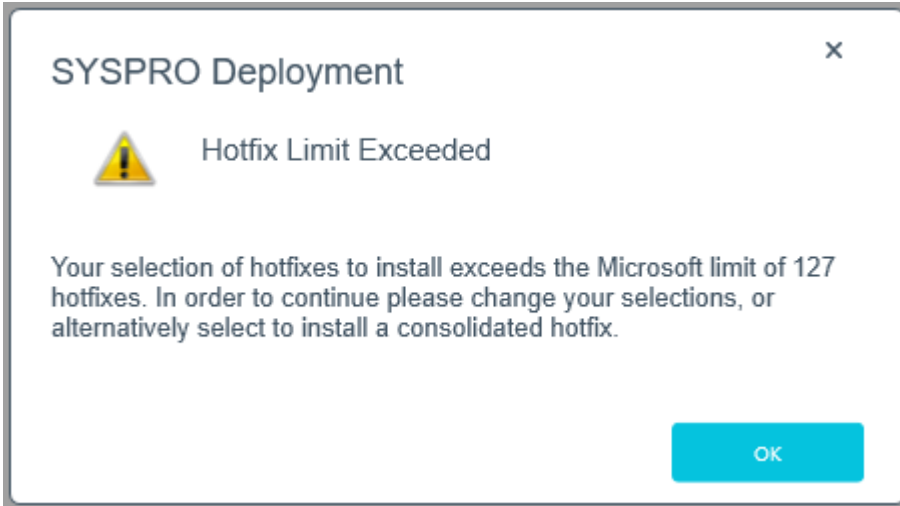 SYSPRO Deployment
Hotfix Limit Exceeded
Your selection of hotfixes to install exceeds the Microsoft limit of 127
hotfixes. In order to continue please change your selections, or
alternatively select to install a consolidated hotfix.
OK